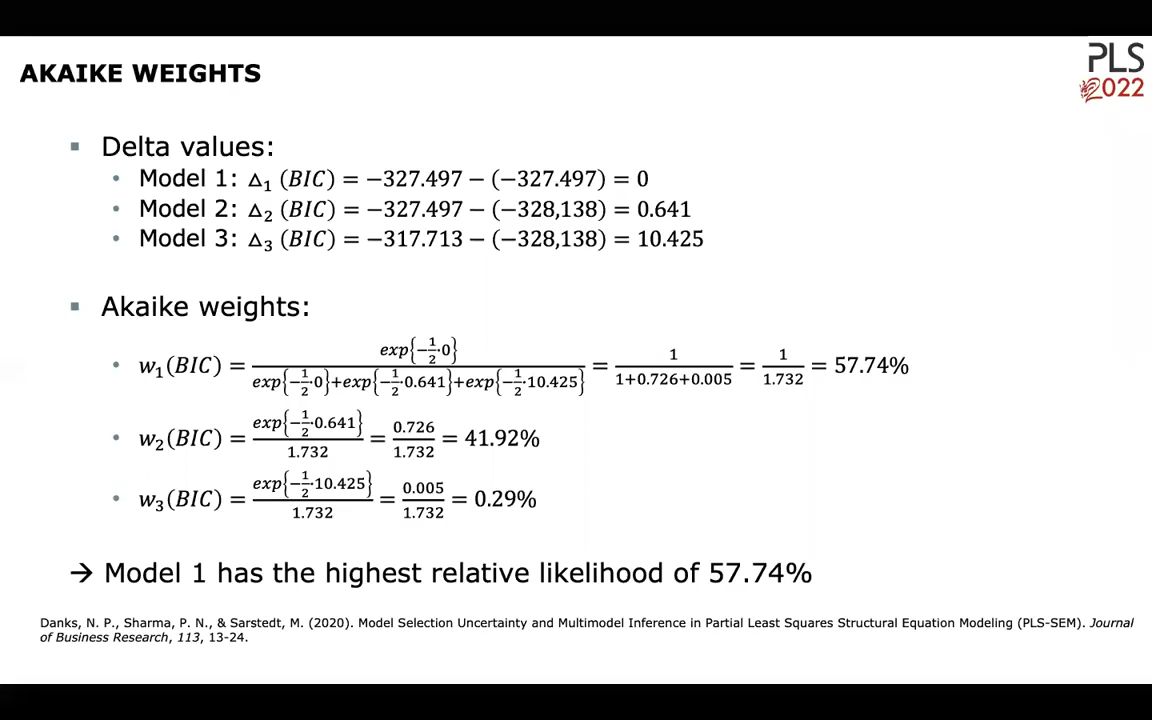 AKAIKE WEIGHTS
PLS
2022
▪ Delta values:
• Model 1: Δ₁ (BIC) = −327.497 − (−327.497) = 0
• Model 2: Δ₂ (BIC) = −327.497 − (−328,138) = 0.641
• Model 3: Δ₃ (BIC) = −317.713 − (−328,138) = 10.425
▪ Akaike weights:
• w₁(BIC) = exp{−1/2·0} / exp{−1/2·0}+exp{−1/2·0.641}+exp{−1/2·10.425} = 1 / 1+0.726+0.005 = 1/1.732 = 57.74%
• w₂(BIC) = exp{−1/2·0.641} / 1.732 = 0.726/1.732 = 41.92%
• w₃(BIC) = exp{−1/2·10.425} / 1.732 = 0.005/1.732 = 0.29%
→ Model 1 has the highest relative likelihood of 57.74%
Danks, N. P., Sharma, P. N., & Sarstedt, M. (2020). Model Selection Uncertainty and Multimodel Inference in Partial Least Squares Structural Equation Modeling (PLS-SEM). Journal
of Business Research, 113, 13-24.